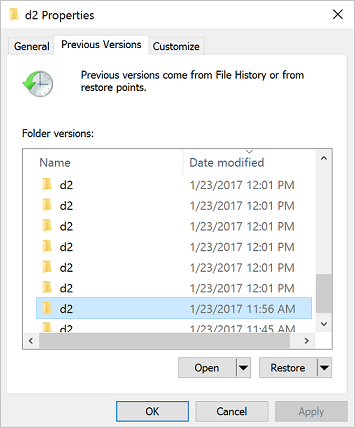 d2 Properties
General Previous Versions Customize
Previous versions come from File History or from
restore points.
Folder versions:
Name Date modified
d2 1/23/2017 12:01 PM
d2 1/23/2017 12:01 PM
d2 1/23/2017 12:01 PM
d2 1/23/2017 12:01 PM
d2 1/23/2017 12:01 PM
d2 1/23/2017 12:01 PM
d2 1/23/2017 11:56 AM
d2 1/23/2017 11:45 AM
Open Restore
OK Cancel Apply